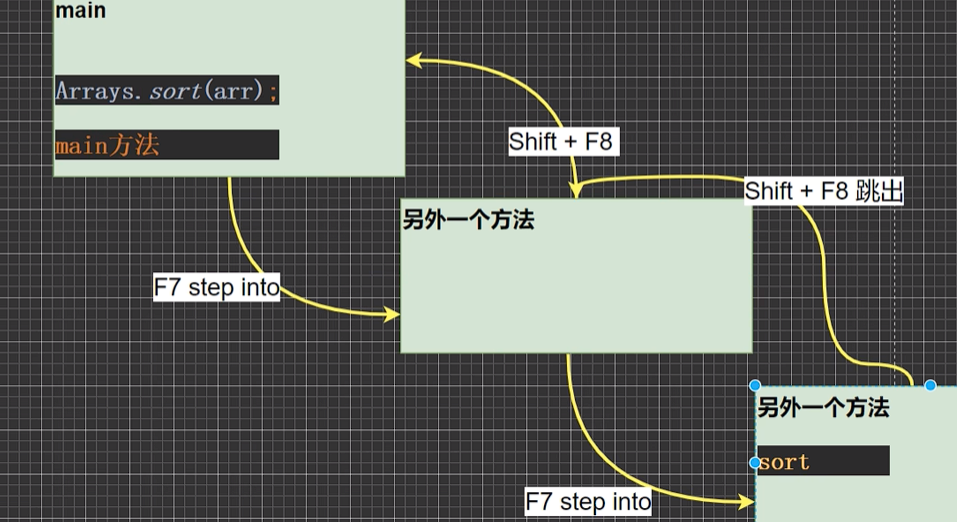 main
Arrays.sort(arr);
main方法
Shift + F8
Shift + F8 跳出
另外一个方法
F7 step into
另外一个方法
sort
F7 step into